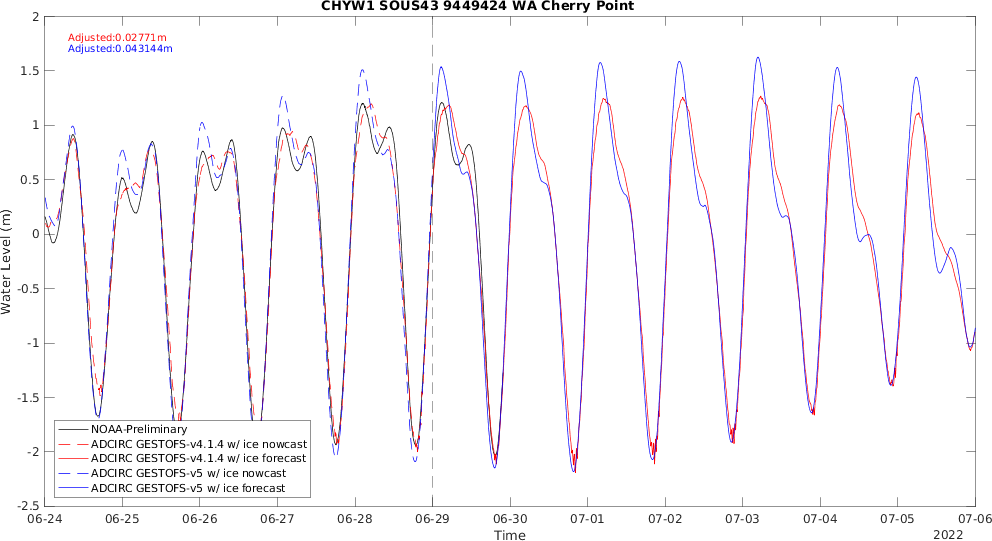 CHYW1 SOUS43 9449424 WA Cherry Point
Adjusted:0.02771m
Adjusted:0.043144m
2
1.5
1
0.5
0
-0.5
-1
-1.5
-2
-2.5
Water Level (m)
NOAA-Preliminary
ADCIRC GESTOFS-v4.1.4 w/ ice nowcast
ADCIRC GESTOFS-v4.1.4 w/ ice forecast
ADCIRC GESTOFS-v5 w/ ice nowcast
ADCIRC GESTOFS-v5 w/ ice forecast
06-24 06-25 06-26 06-27 06-28 06-29 06-30 07-01 07-02 07-03 07-04 07-05 07-06
Time
2022